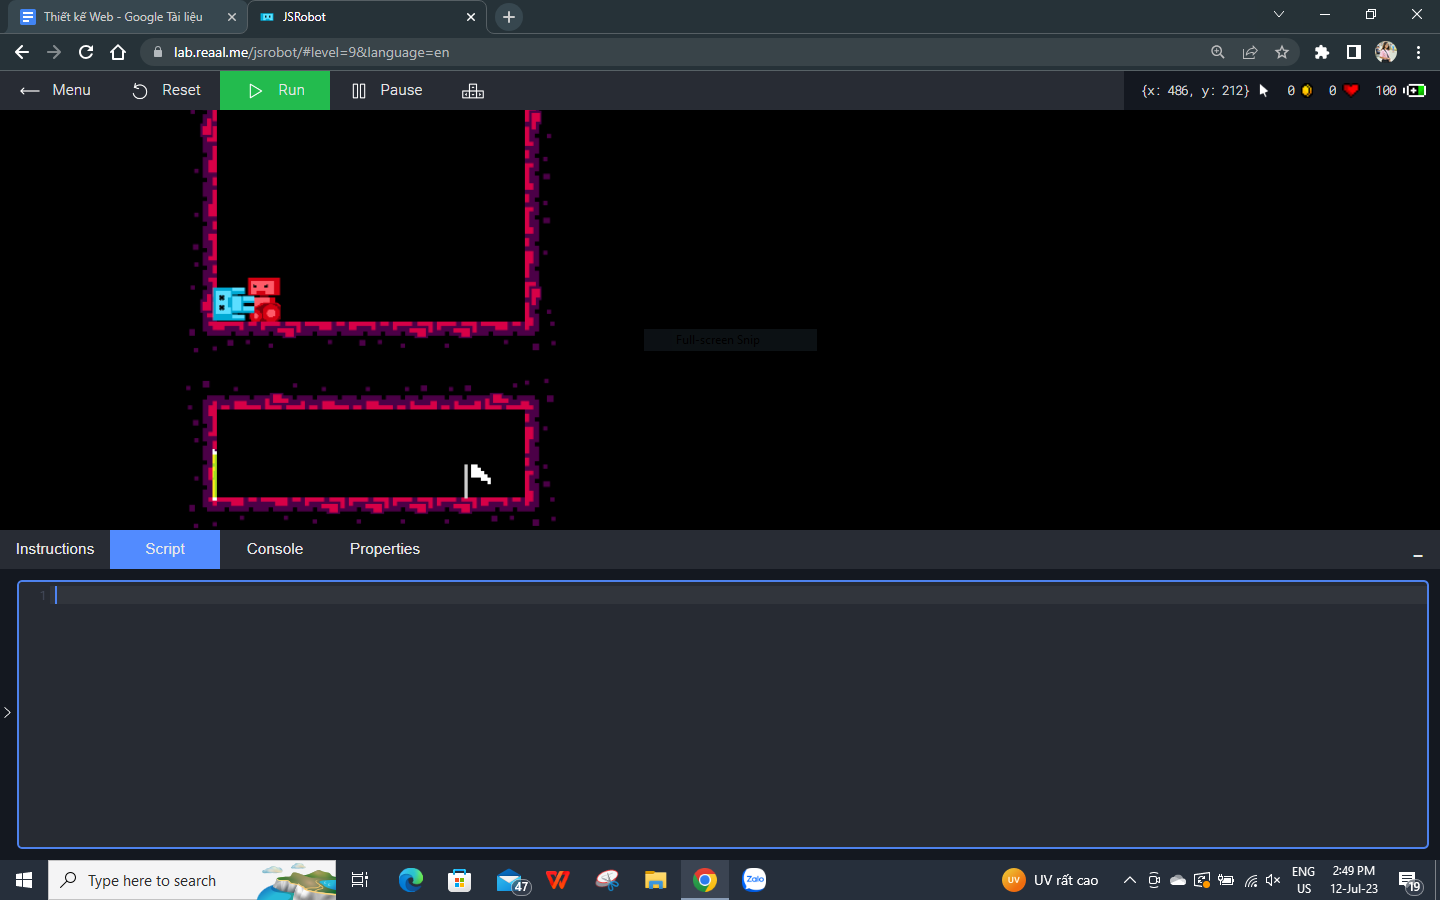 Thiết kế Web - Google Tài liệu
JSRobot
lab.reaal.me/jsrobot/#level=9&language=en
Menu
Reset
Run
Pause
{x: 486, y: 212}
0
0
100
Full-screen Snip
Instructions
Script
Console
Properties
1
Type here to search
47
UV
UV rất cao
ENG
US
2:49 PM
12-Jul-23
19
Zalo